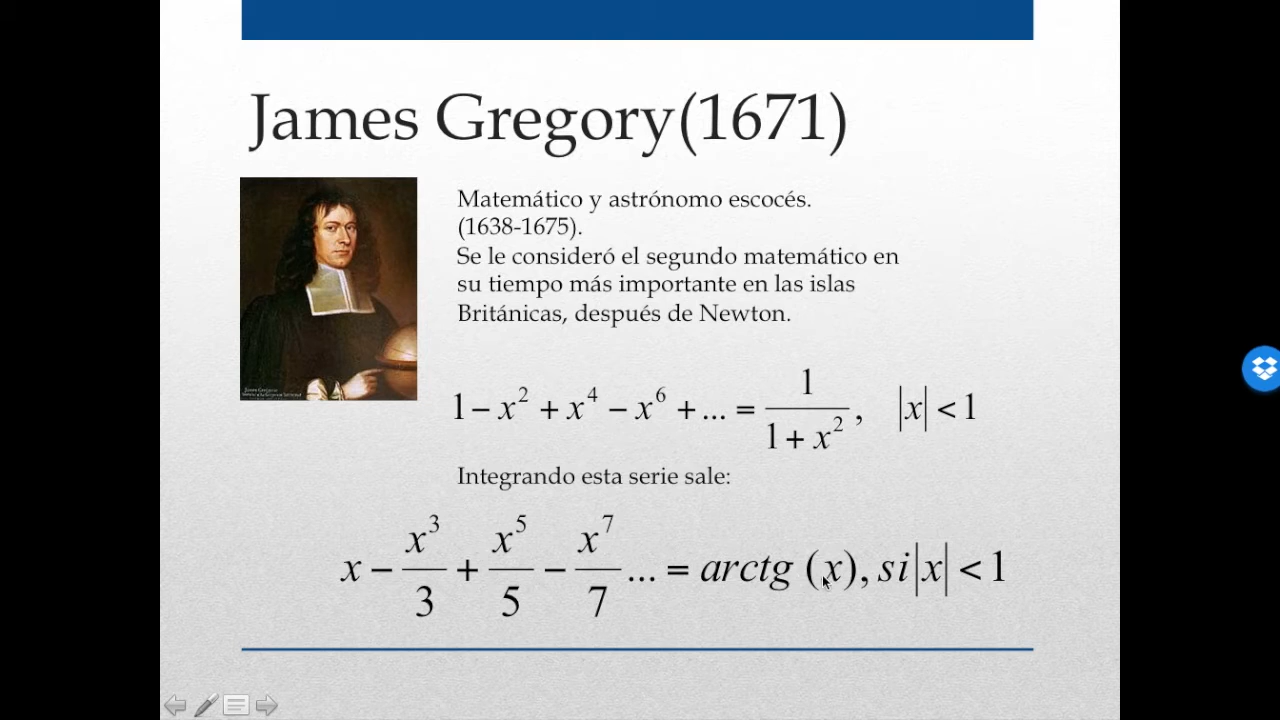 James Gregory(1671)
Matemático y astrónomo escocés.
(1638-1675).
Se le consideró el segundo matemático en
su tiempo más importante en las islas
Británicas, después de Newton.
1 − x² + x⁴ − x⁶ + ... = 1/(1 + x²), |x| < 1
Integrando esta serie sale:
x − x³/3 + x⁵/5 − x⁷/7 ... = arctg (x), si |x| < 1